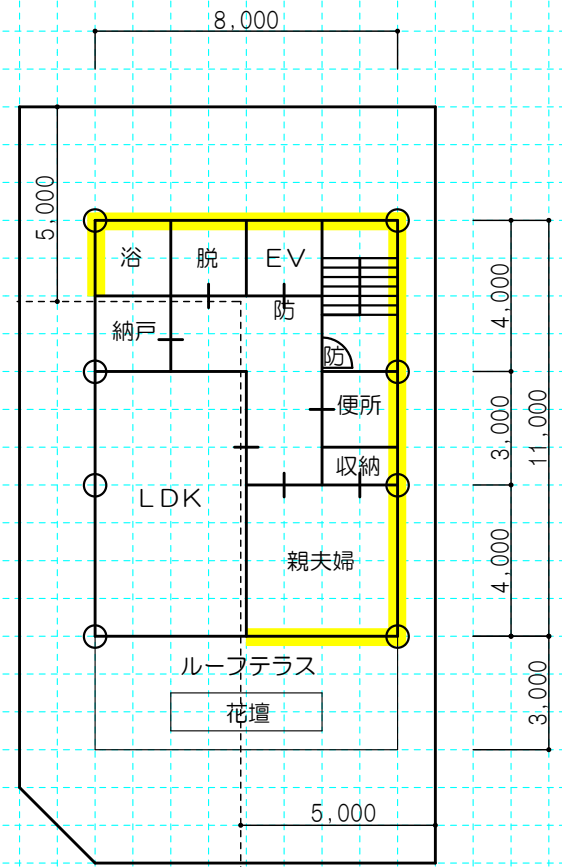 8,000
5,000
浴
脱
EV
防
納戸
防
4,000
便所
3,000
11,000
収納
LDK
親夫婦
4,000
ルーフテラス
花壇
3,000
5,000